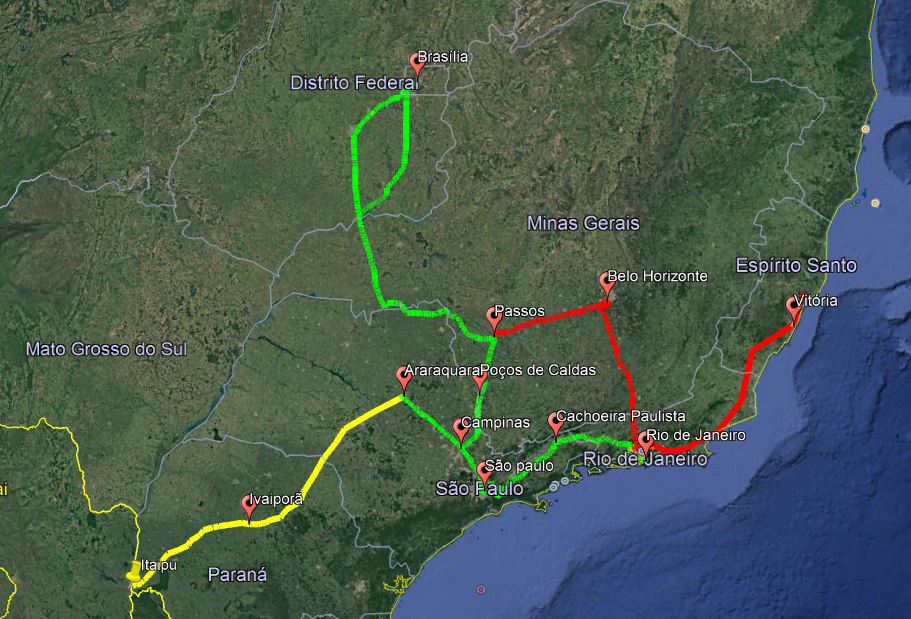 Brasília
Distrito Federal
Minas Gerais
Belo Horizonte
Espírito Santo
Vitória
Passos
Mato Grosso do Sul
Araraquara
Poços de Caldas
Campinas
Cachoeira Paulista
Rio de Janeiro
Rio de Janeiro
São paulo
São Paulo
Ivaiporã
ai
Itaipu
Paraná